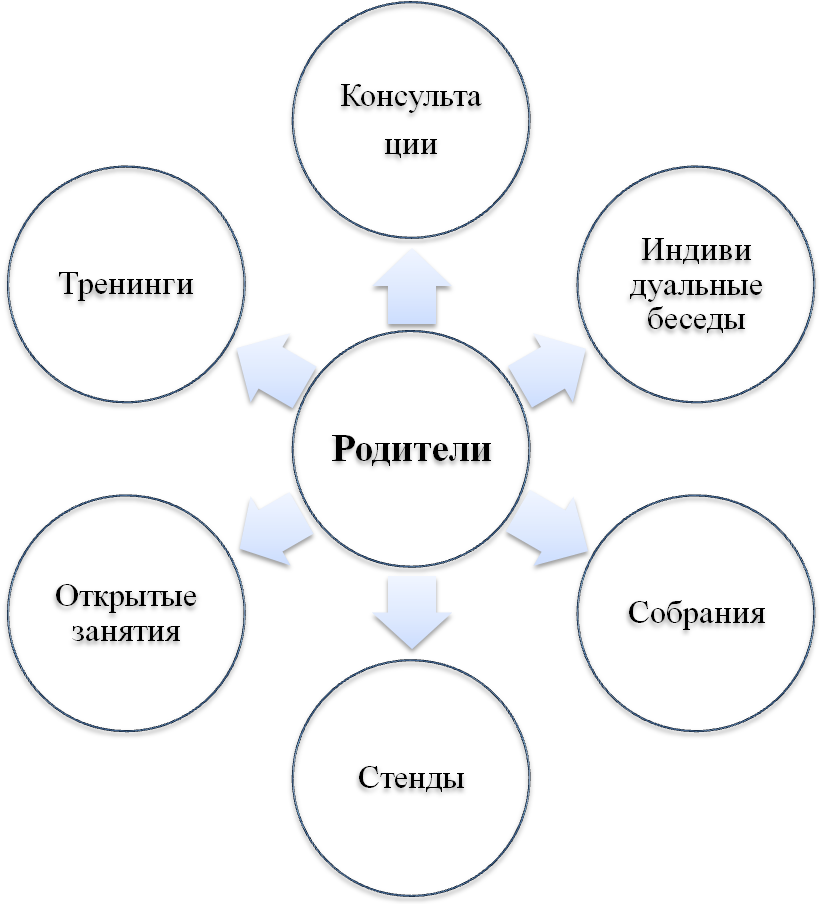 Консульта
ции
Тренинги
Индиви
дуальные
беседы
Родители
Открытые
занятия
Собрания
Стенды